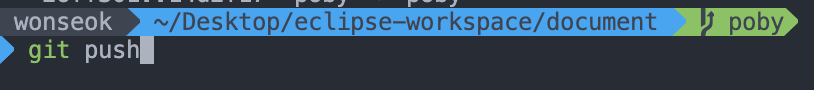 wonseok ~/Desktop/eclipse-workspace/document poby
git push